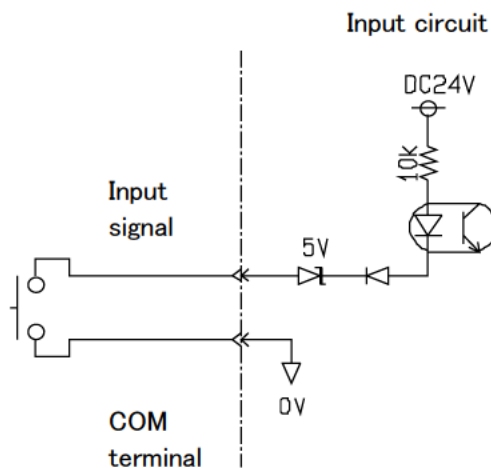 Input circuit
DC24V
10K
Input
signal
5V
0V
COM
terminal